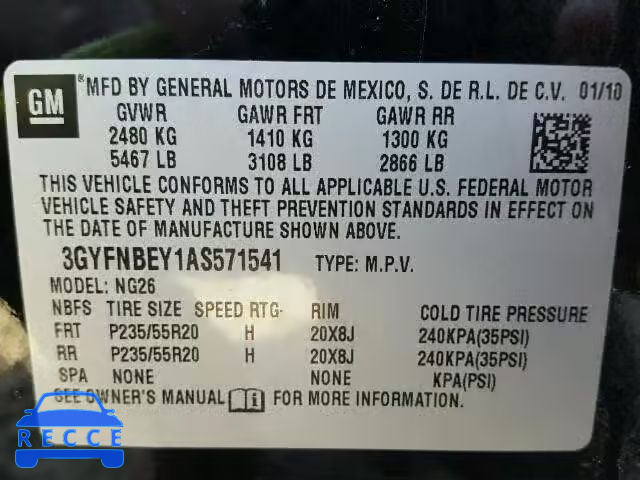 GM
® MFD BY GENERAL MOTORS DE MEXICO, S. DE R.L. DE C.V. 01/10
GVWR GAWR FRT GAWR RR
2480 KG 1410 KG 1300 KG
5467 LB 3108 LB 2866 LB
THIS VEHICLE CONFORMS TO ALL APPLICABLE U.S. FEDERAL MOTOR
VEHICLE SAFETY AND THEFT PREVENTION STANDARDS IN EFFECT ON
THE DATE OF MANUFACTURE SHOWN ABOVE.
3GYFNBEY1AS571541 TYPE: M.P.V.
MODEL: NG26
NBFS TIRE SIZE SPEED RTG- RIM COLD TIRE PRESSURE
FRT P235/55R20 H 20X8J 240KPA(35PSI)
RR P235/55R20 H 20X8J 240KPA(35PSI)
SPA NONE NONE KPA(PSI)
SEE OWNER'S MANUAL FOR MORE INFORMATION.